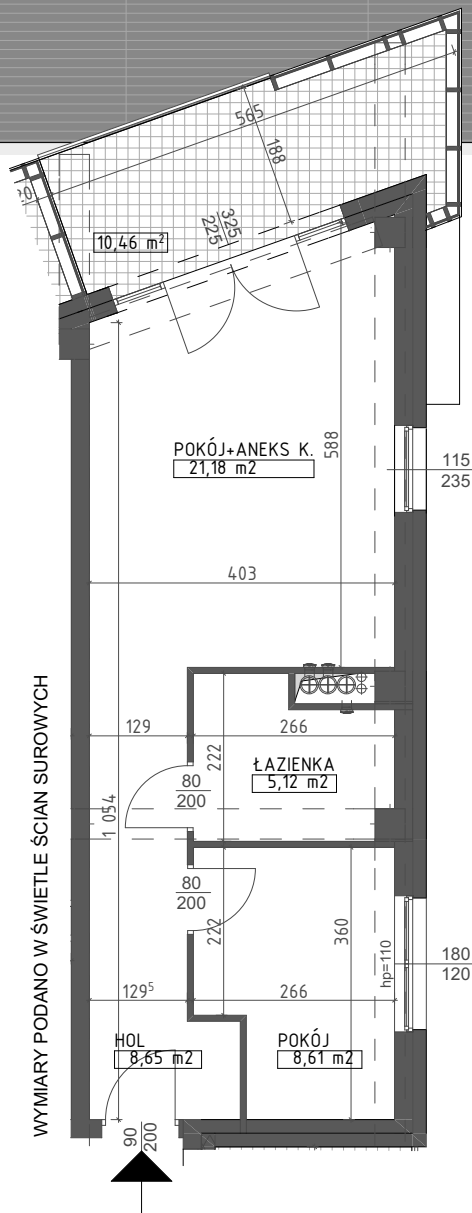 565
188
20
10,46 m²
325
225
POKÓJ+ANEKS K.
21,18 m2
588
115
235
403
129
266
222
ŁAZIENKA
5,12 m2
80
200
1 054
80
200
222
360
hp=110
180
120
129⁵
266
HOL
8,65 m2
POKÓJ
8,61 m2
90
200
WYMIARY PODANO W ŚWIETLE ŚCIAN SUROWYCH